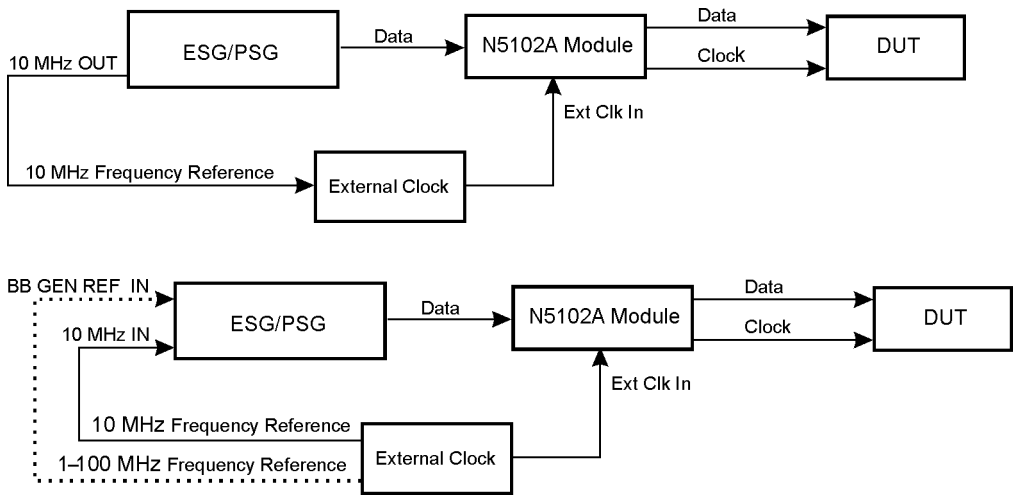 ESG/PSG
Data
N5102A Module
Data
Clock
DUT
10 MHz OUT
Ext Clk In
10 MHz Frequency Reference
External Clock
BB GEN REF IN
10 MHz IN
ESG/PSG
Data
N5102A Module
Data
Clock
DUT
Ext Clk In
10 MHz Frequency Reference
1–100 MHz Frequency Reference
External Clock